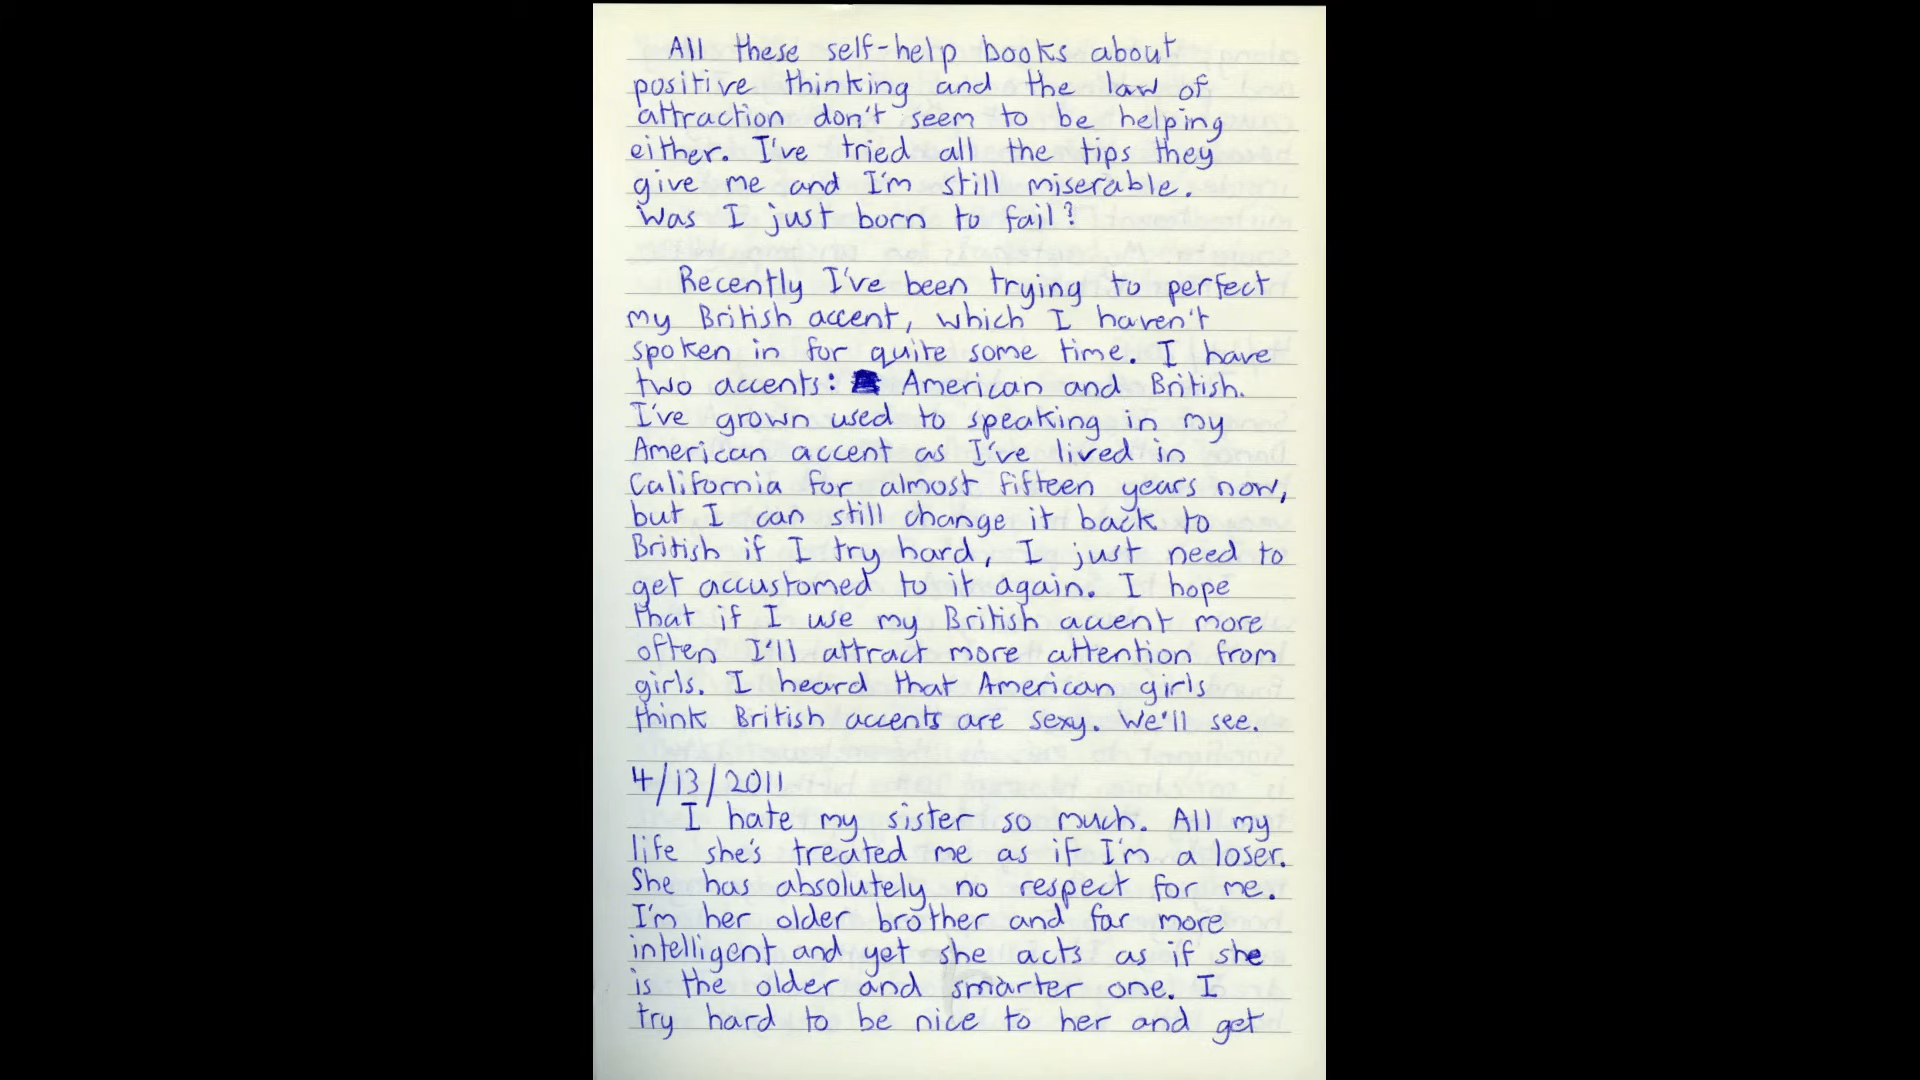 All these self-help books about
positive thinking and the law of
attraction don't seem to be helping
either. I've tried all the tips they
give me and I'm still miserable.
Was I just born to fail?
Recently I've been trying to perfect
my British accent, which I haven't
spoken in for quite some time. I have
two accents: American and British.
I've grown used to speaking in my
American accent as I've lived in
California for almost fifteen years now,
but I can still change it back to
British if I try hard, I just need to
get accustomed to it again. I hope
that if I use my British accent more
often I'll attract more attention from
girls. I heard that American girls
think British accents are sexy. We'll see.
4/13/2011
I hate my sister so much. All my
life she's treated me as if I'm a loser.
She has absolutely no respect for me.
I'm her older brother and far more
intelligent and yet she acts as if she
is the older and smarter one. I
try hard to be nice to her and get